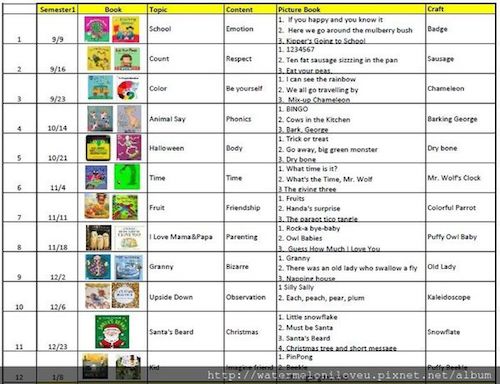 Semester1 Book Topic Content Picture Book Craft
1 9/9 School Emotion Badge
1. If you happy and you know it
2. Here we go around the mulberry bush
3. Kipper's Going to School
2 9/16 Count Respect Sausage
1. 1234567
2. Ten fat sausage sizzzing in the pan
3. Eat your peas.
3 9/23 Color Be yourself Chameleon
1. I can see the rainbow
2. We all go travelling by
3. Mix-up Chameleon
4 10/14 Animal Say Phonics Barking George
1. BINGO
2. Cows in the Kitchen
3. Bark, George
5 10/21 Halloween Body Dry bone
1. Trick or treat
2. Go away, big green monster
3. Dry bone
6 11/4 Time Time Mr. Wolf's Clock
1. What time is it?
2. What's the Time, Mr. Wolf
3 The giving three
7 11/11 Fruit Friendship Colorful Parrot
1. Fruits
2. Handa's surprise
3. The paraot tico tangle
8 11/18 I Love Mama&Papa Parenting Puffy Owl Baby
1. Rock-a bye-baby
2. Owl Babies
3. Guess How Much I Love You
9 12/2 Granny Bizarre Old Lady
1. Granny
2. There was an old lady who swallow a fly
3. Napping house
10 12/6 Upside Down Observation Kaleidoscope
1 Silly Sally
2. Each, peach, pear, plum
11 12/23 Santa's Beard Christmas Snowflate
1. Little snowflake
2. Must be Santa
3. Santa's Beard
4. Christmas tree and short message
12 1/8 Kid Imagine friend Puffy Beekle
1. PinPong
2. Beekle
http://watermeloniloveu.pixnet.net/album